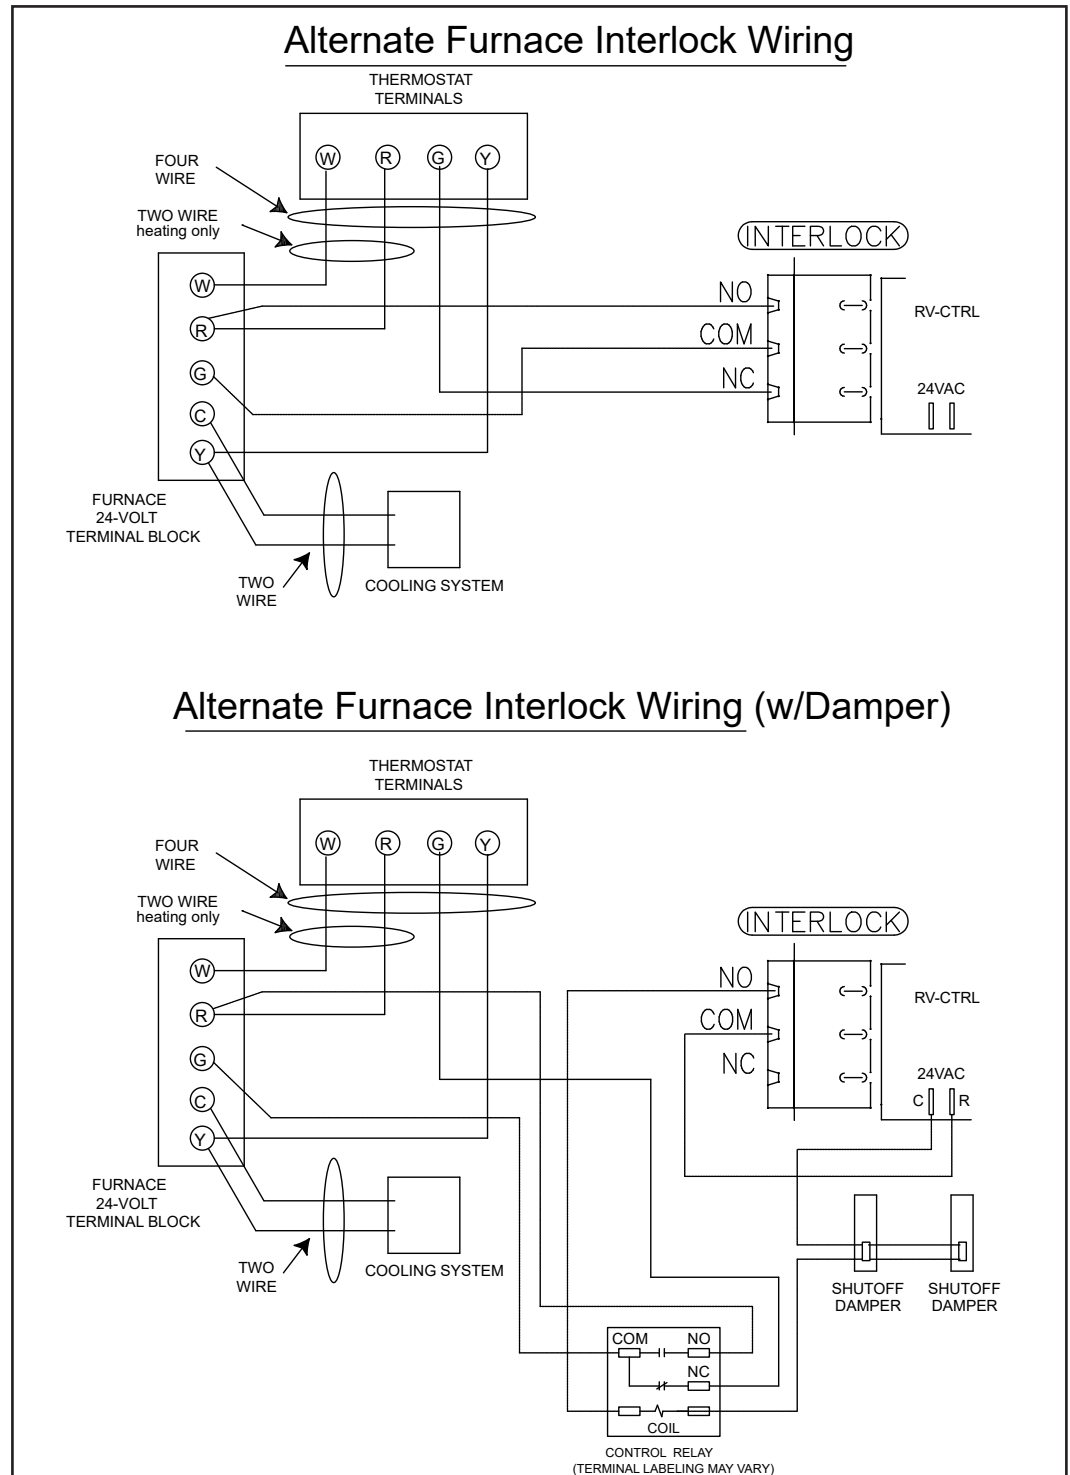 Alternate Furnace Interlock Wiring
THERMOSTAT
TERMINALS
W R G Y
FOUR
WIRE
TWO WIRE
heating only
INTERLOCK
W
R
G
C
Y
NO
COM
NC
RV-CTRL
24VAC
FURNACE
24-VOLT
TERMINAL BLOCK
TWO
WIRE
COOLING SYSTEM
Alternate Furnace Interlock Wiring (w/Damper)
THERMOSTAT
TERMINALS
W R G Y
FOUR
WIRE
TWO WIRE
heating only
INTERLOCK
W
R
G
C
Y
NO
COM
NC
RV-CTRL
24VAC
C R
FURNACE
24-VOLT
TERMINAL BLOCK
TWO
WIRE
COOLING SYSTEM
SHUTOFF
DAMPER
SHUTOFF
DAMPER
COM NO
NC
COIL
CONTROL RELAY
(TERMINAL LABELING MAY VARY)